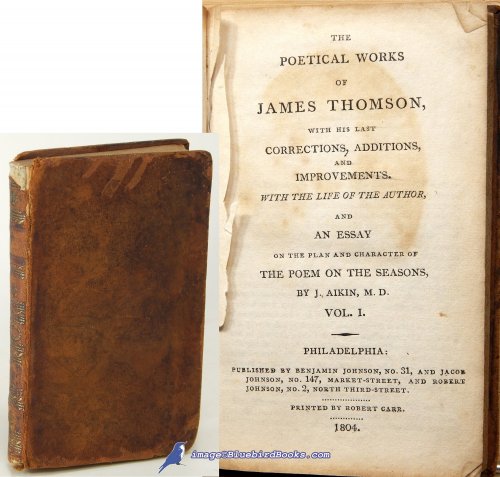 THE
POETICAL WORKS
OF
JAMES THOMSON,
WITH HIS LAST
CORRECTIONS, ADDITIONS,
AND
IMPROVEMENTS.
WITH THE LIFE OF THE AUTHOR,
AND
AN ESSAY
ON THE PLAN AND CHARACTER OF
THE POEM ON THE SEASONS,
BY J. AIKIN, M. D.
VOL. I.
PHILADELPHIA:
PUBLISHED BY BENJAMIN JOHNSON, NO. 31, AND JACOB
JOHNSON, NO. 147, MARKET-STREET, AND ROBERT
JOHNSON, NO. 2, NORTH THIRD-STREET.
PRINTED BY ROBERT CARR.
1804.
image@BluebirdBooks.com